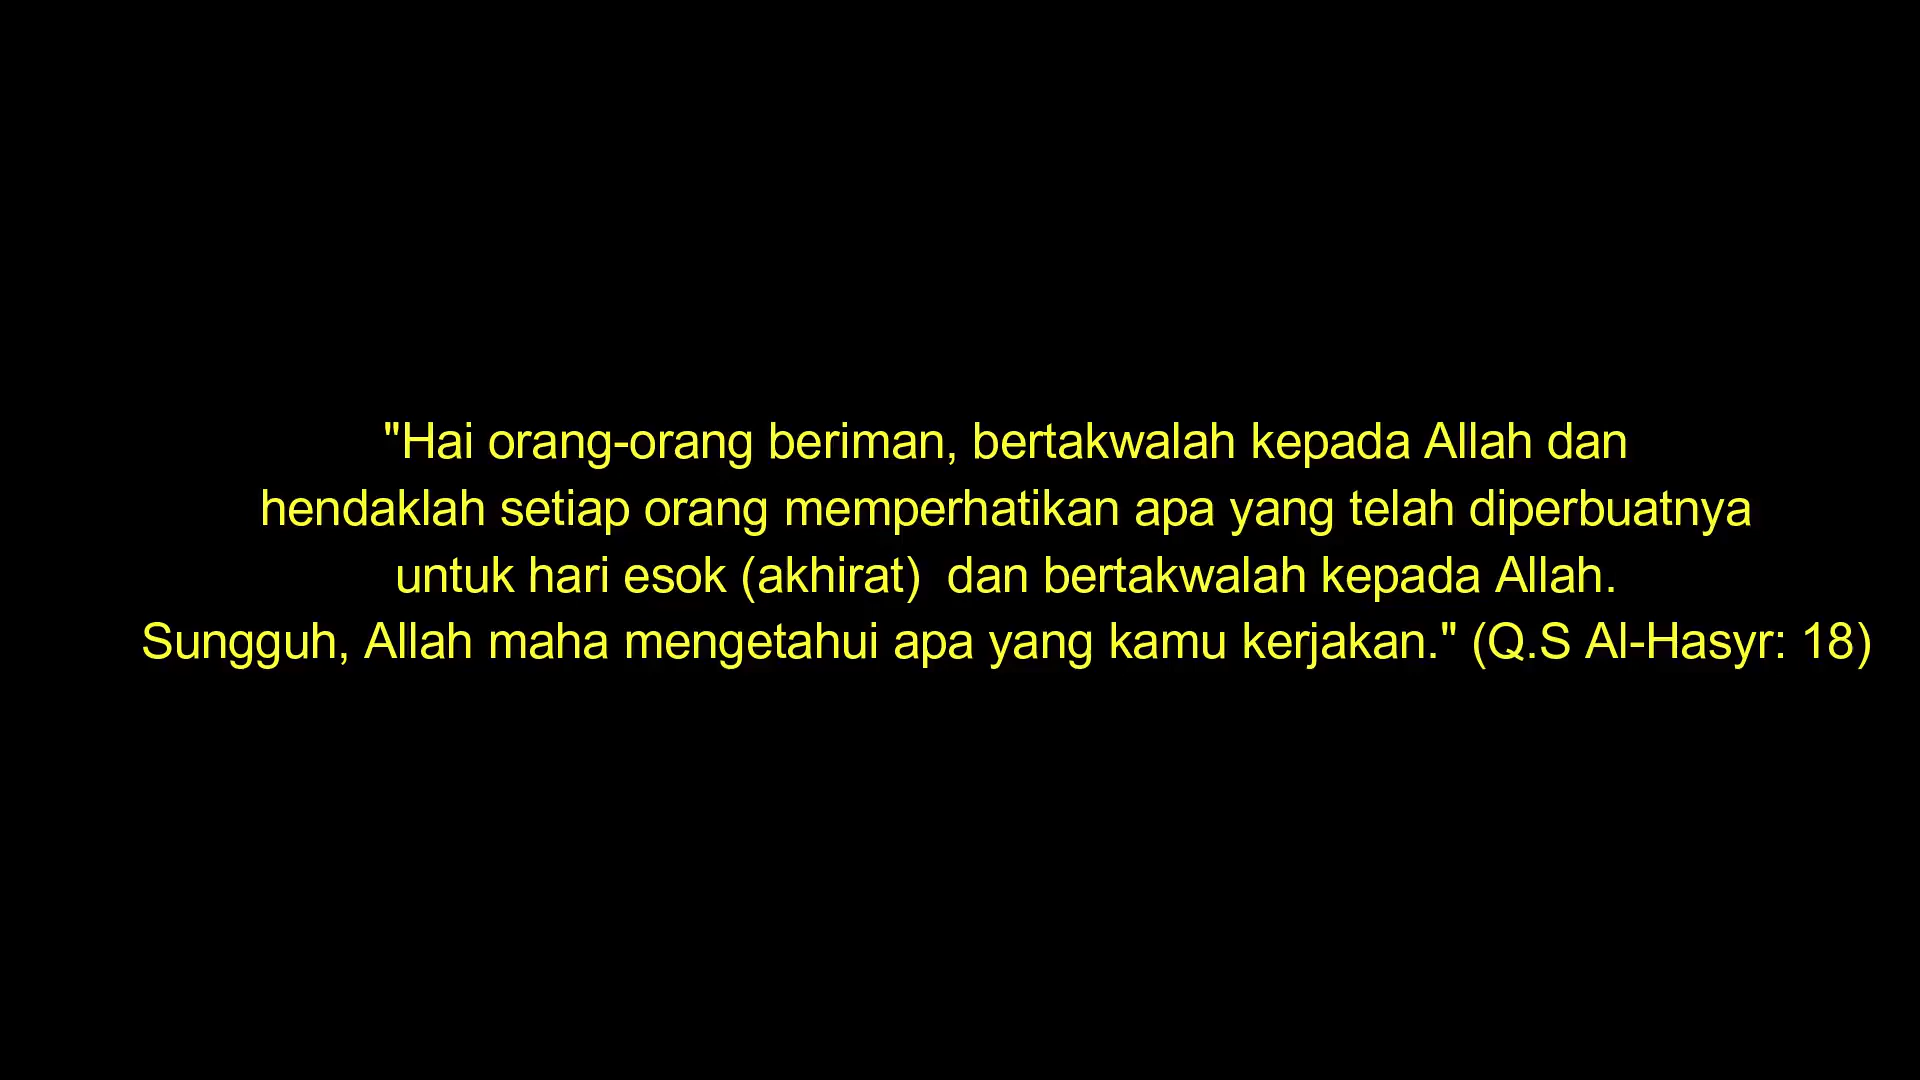 "Hai orang-orang beriman, bertakwalah kepada Allah dan
hendaklah setiap orang memperhatikan apa yang telah diperbuatnya
untuk hari esok (akhirat)  dan bertakwalah kepada Allah.
Sungguh, Allah maha mengetahui apa yang kamu kerjakan." (Q.S Al-Hasyr: 18)